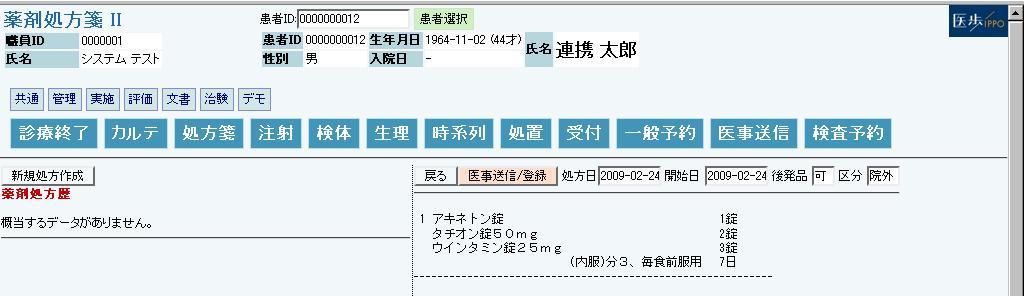 薬剤処方箋 II 患者ID: 0000000012 患者選択 医歩 IPPO
職員ID 0000001 患者ID 0000000012 生年月日 1964-11-02 (44才) 氏名 連携 太郎
氏名 システム テスト 性別 男 入院日 -
共通 管理 実施 評価 文書 治験 デモ
診療終了 カルテ 処方箋 注射 検体 生理 時系列 処置 受付 一般予約 医事送信 検査予約
新規処方作成 戻る 医事送信/登録 処方日 2009-02-24 開始日 2009-02-24 後発品 可 区分 院外
薬剤処方歴
概当するデータがありません。
1 アキネトン錠 1錠
タチオン錠50mg 2錠
ウインタミン錠25mg 3錠
(内服)分3、毎食前服用 7日